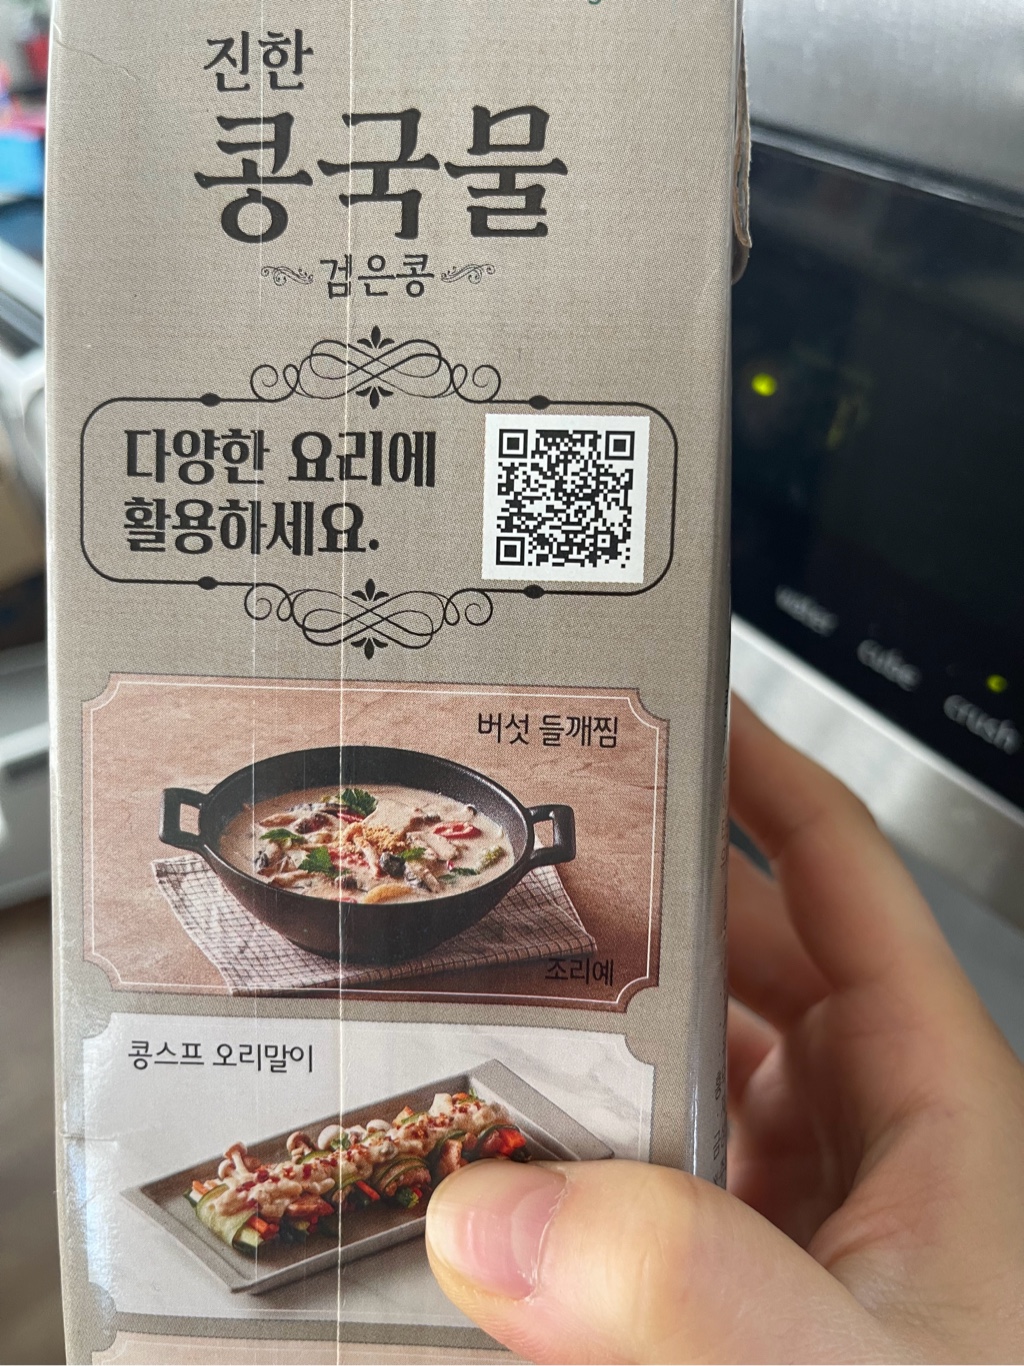 진한
콩국물
검은콩
다양한 요리에
활용하세요.
버섯 들깨찜
조리예
콩스프 오리말이
water
cube
crush